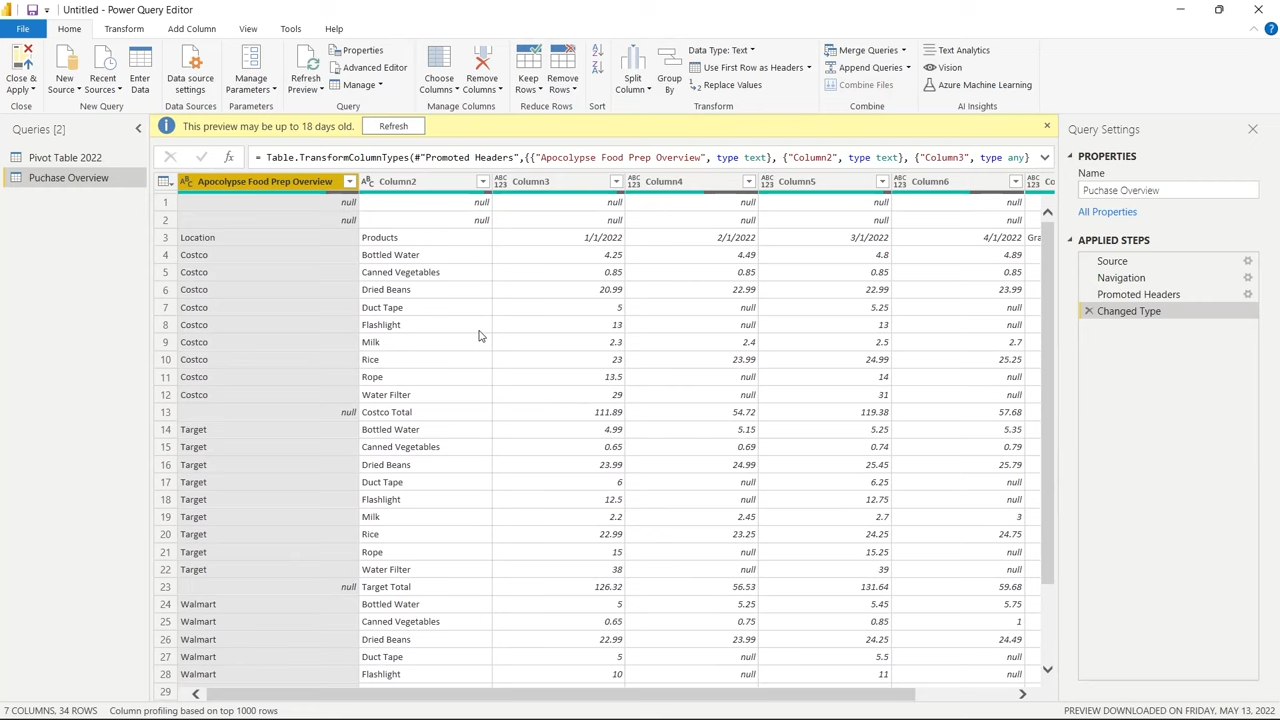 Untitled - Power Query Editor
File Home Transform Add Column View Tools Help
Close & Apply
New Source
Recent Sources
Enter Data
Data source settings
Manage Parameters
Refresh Preview
Properties
Advanced Editor
Manage
Choose Columns
Remove Columns
Keep Rows
Remove Rows
Split Column
Group By
Data Type: Text
Use First Row as Headers
Replace Values
Merge Queries
Append Queries
Combine Files
Text Analytics
Vision
Azure Machine Learning
Close New Query Data Sources Parameters Query Manage Columns Reduce Rows Sort Transform Combine AI Insights
Queries [2]
Pivot Table 2022
Puchase Overview
This preview may be up to 18 days old. Refresh
fx = Table.TransformColumnTypes(#"Promoted Headers",{{"Apocolypse Food Prep Overview", type text}, {"Column2", type text}, {"Column3", type any}
Apocolypse Food Prep Overview Column2 Column3 Column4 Column5 Column6 Co
1 null null null null null null
2 null null null null null null
3 Location Products 1/1/2022 2/1/2022 3/1/2022 4/1/2022 Gra
4 Costco Bottled Water 4.25 4.49 4.8 4.89
5 Costco Canned Vegetables 0.85 0.85 0.85 0.85
6 Costco Dried Beans 20.99 22.99 22.99 23.99
7 Costco Duct Tape 5 null 5.25 null
8 Costco Flashlight 13 null 13 null
9 Costco Milk 2.3 2.4 2.5 2.7
10 Costco Rice 23 23.99 24.99 25.25
11 Costco Rope 13.5 null 14 null
12 Costco Water Filter 29 null 31 null
13 null Costco Total 111.89 54.72 119.38 57.68
14 Target Bottled Water 4.99 5.15 5.25 5.35
15 Target Canned Vegetables 0.65 0.69 0.74 0.79
16 Target Dried Beans 23.99 24.99 25.45 25.79
17 Target Duct Tape 6 null 6.25 null
18 Target Flashlight 12.5 null 12.75 null
19 Target Milk 2.2 2.45 2.7 3
20 Target Rice 22.99 23.25 24.25 24.75
21 Target Rope 15 null 15.25 null
22 Target Water Filter 38 null 39 null
23 null Target Total 126.32 56.53 131.64 59.68
24 Walmart Bottled Water 5 5.25 5.45 5.75
25 Walmart Canned Vegetables 0.65 0.75 0.85 1
26 Walmart Dried Beans 22.99 23.99 24.25 24.49
27 Walmart Duct Tape 5 null 5.5 null
28 Walmart Flashlight 10 null 11 null
29
Query Settings
PROPERTIES
Name
Puchase Overview
All Properties
APPLIED STEPS
Source
Navigation
Promoted Headers
Changed Type
7 COLUMNS, 34 ROWS Column profiling based on top 1000 rows PREVIEW DOWNLOADED ON FRIDAY, MAY 13, 2022